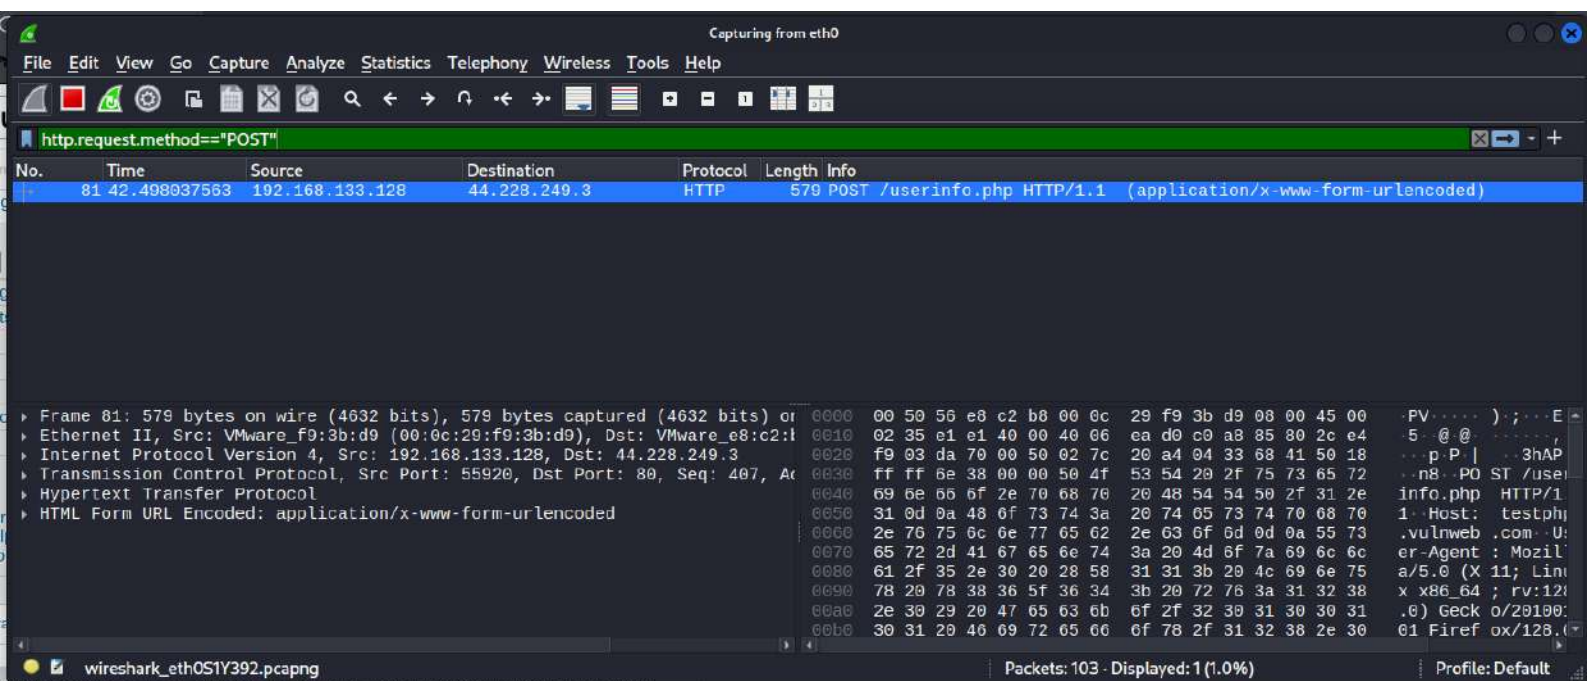 Capturing from eth0
File Edit View Go Capture Analyze Statistics Telephony Wireless Tools Help
http.request.method=="POST"
No. Time Source Destination Protocol Length Info
81 42.498037563 192.168.133.128 44.228.249.3 HTTP 579 POST /userinfo.php HTTP/1.1 (application/x-www-form-urlencoded)
Frame 81: 579 bytes on wire (4632 bits), 579 bytes captured (4632 bits) or
Ethernet II, Src: VMware_f9:3b:d9 (00:0c:29:f9:3b:d9), Dst: VMware_e8:c2:b
Internet Protocol Version 4, Src: 192.168.133.128, Dst: 44.228.249.3
Transmission Control Protocol, Src Port: 55920, Dst Port: 80, Seq: 407, Ac
Hypertext Transfer Protocol
HTML Form URL Encoded: application/x-www-form-urlencoded
0000 00 50 56 e8 c2 b8 00 0c 29 f9 3b d9 08 00 45 00 ·PV····· )·;···E·
0010 02 35 e1 e1 40 00 40 06 ea d0 c0 a8 85 80 2c e4 ·5··@·@· ······,·
0020 f9 03 da 70 00 50 02 7c 20 a4 04 33 68 41 50 18 ···p·P·| ··3hAP
0030 ff ff 6e 38 00 00 50 4f 53 54 20 2f 75 73 65 72 ··n8··PO ST /user
0040 69 6e 66 6f 2e 70 68 70 20 48 54 54 50 2f 31 2e info.php HTTP/1
0050 31 0d 0a 48 6f 73 74 3a 20 74 65 73 74 70 68 70 1··Host: testphp
0060 2e 76 75 6c 6e 77 65 62 2e 63 6f 6d 0d 0a 55 73 .vulnweb .com··Us
0070 65 72 2d 41 67 65 6e 74 3a 20 4d 6f 7a 69 6c 6c er-Agent : Mozill
0080 61 2f 35 2e 30 20 28 58 31 31 3b 20 4c 69 6e 75 a/5.0 (X 11; Linu
0090 78 20 78 38 36 5f 36 34 3b 20 72 76 3a 31 32 38 x x86_64 ; rv:128
00a0 2e 30 29 20 47 65 63 6b 6f 2f 32 30 31 30 30 31 .0) Geck o/201001
00b0 30 31 20 46 69 72 65 66 6f 78 2f 31 32 38 2e 30 01 Firef ox/128.0
wireshark_eth0S1Y392.pcapng Packets: 103 · Displayed: 1 (1.0%) Profile: Default